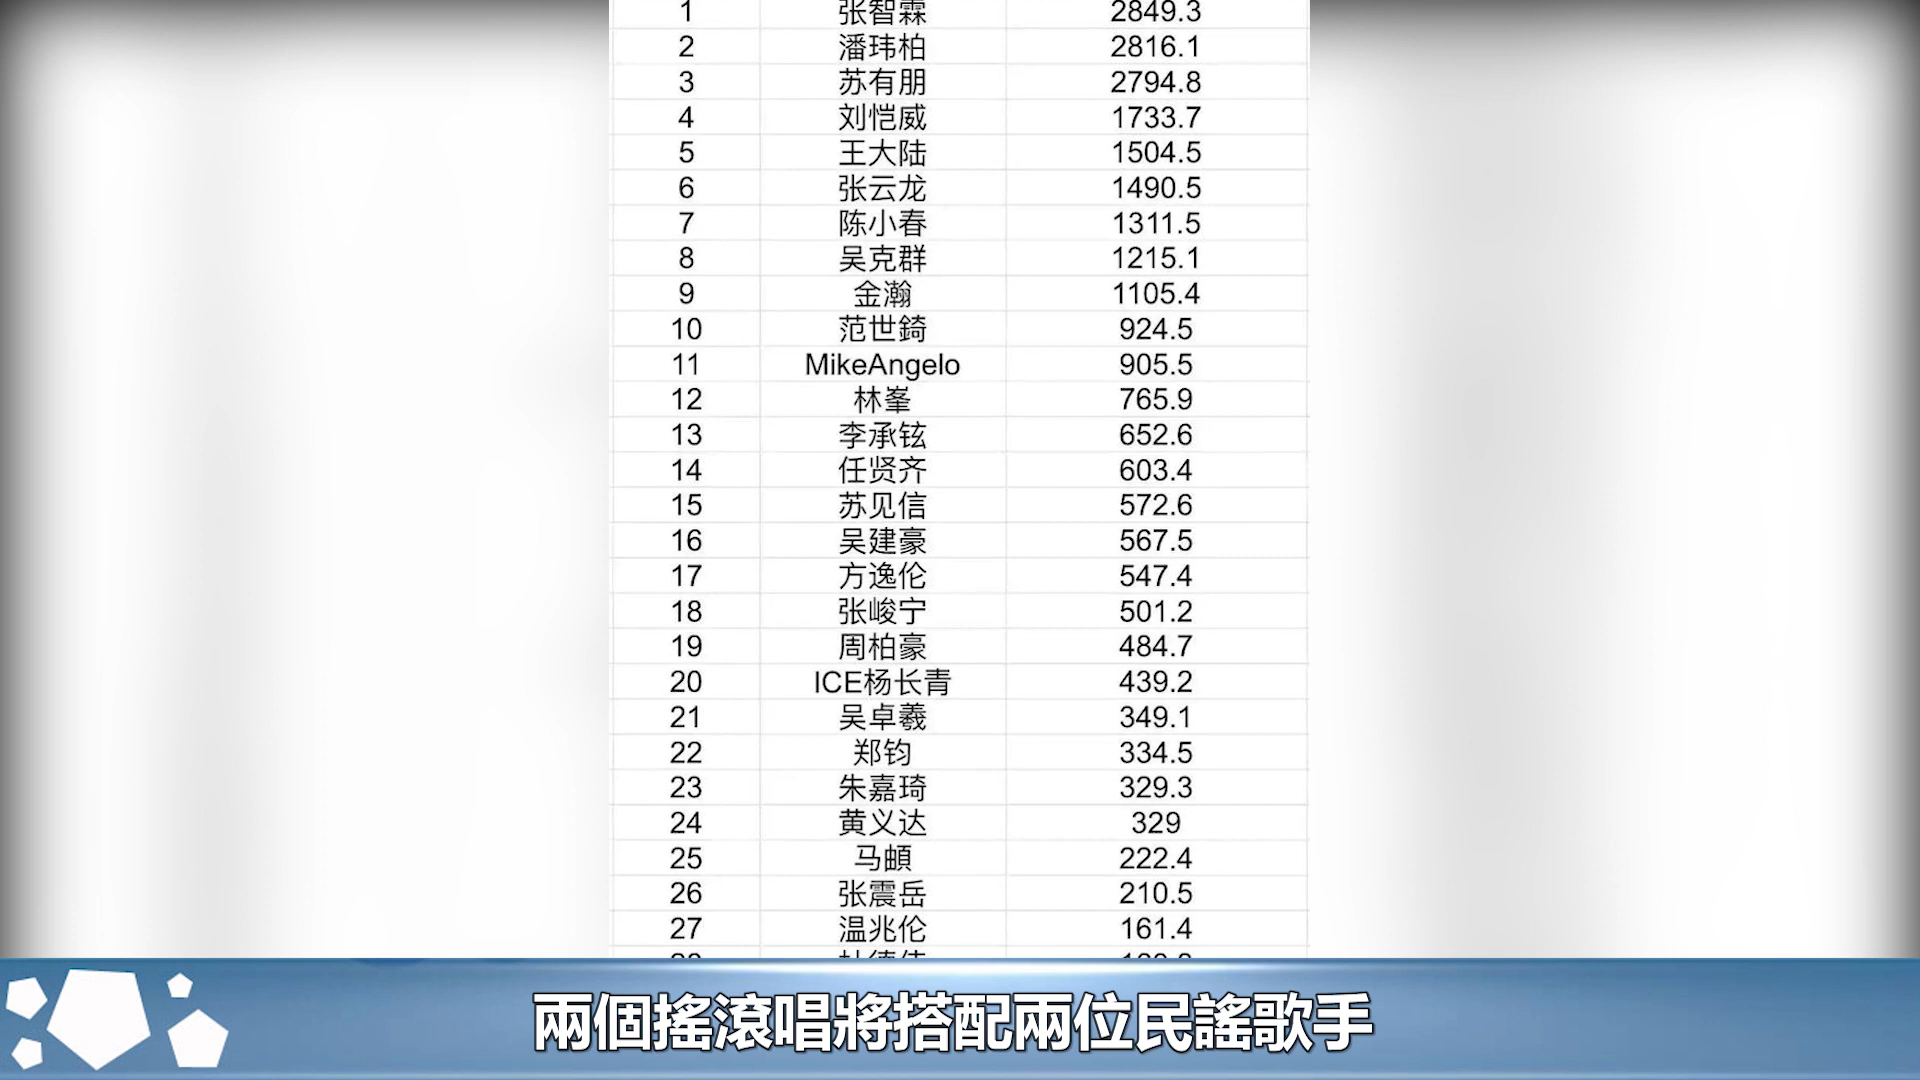 1 张智霖 2849.3
2 潘玮柏 2816.1
3 苏有朋 2794.8
4 刘恺威 1733.7
5 王大陆 1504.5
6 张云龙 1490.5
7 陈小春 1311.5
8 吴克群 1215.1
9 金瀚 1105.4
10 范世錡 924.5
11 MikeAngelo 905.5
12 林峯 765.9
13 李承铉 652.6
14 任贤齐 603.4
15 苏见信 572.6
16 吴建豪 567.5
17 方逸伦 547.4
18 张峻宁 501.2
19 周柏豪 484.7
20 ICE杨长青 439.2
21 吴卓羲 349.1
22 郑钧 334.5
23 朱嘉琦 329.3
24 黄义达 329
25 马頔 222.4
26 张震岳 210.5
27 温兆伦 161.4
兩個搖滾唱將搭配兩位民謠歌手